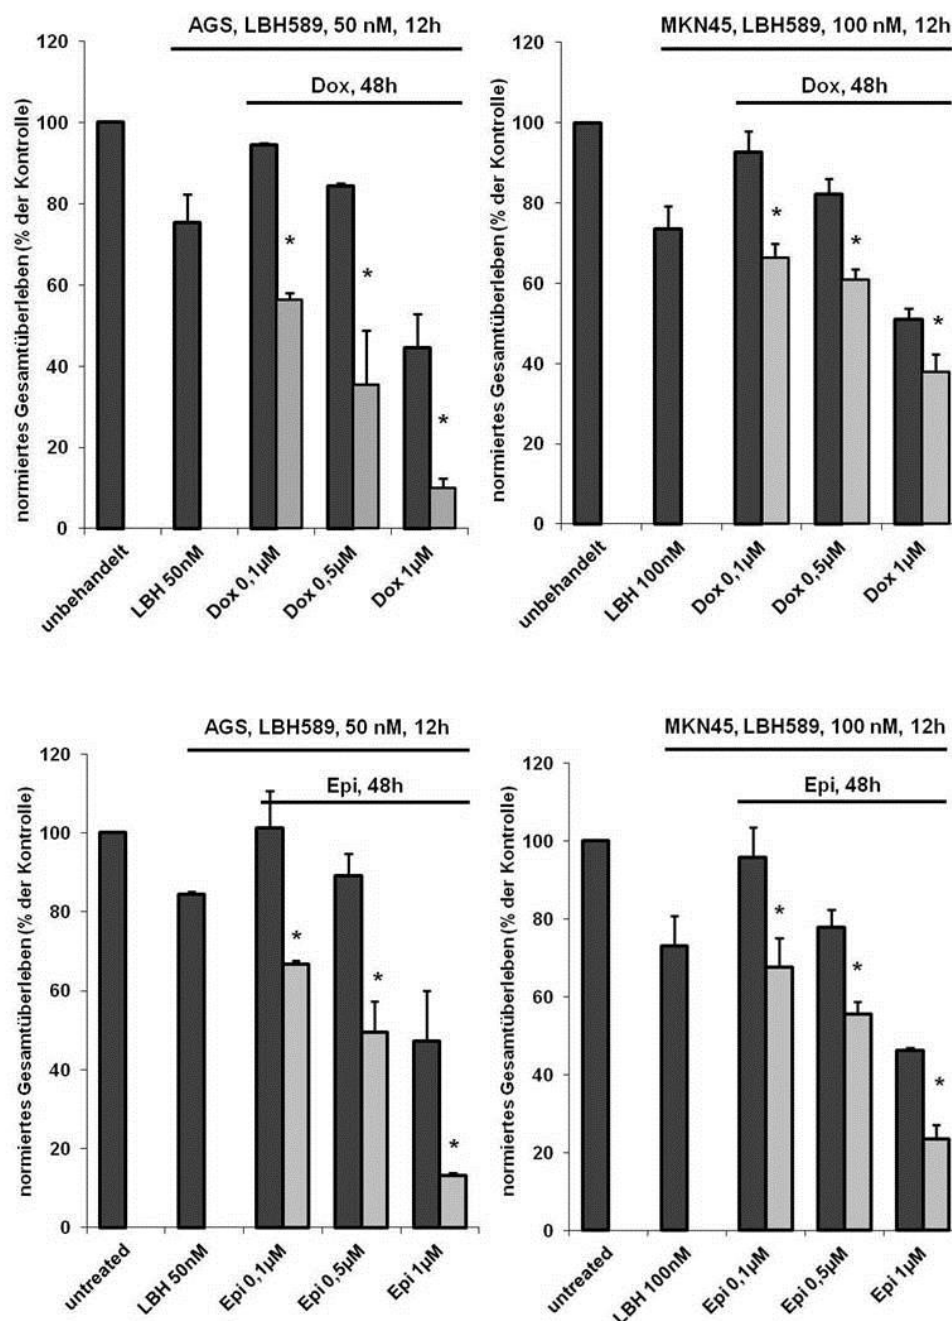 AGS, LBH589, 50 nM, 12h
Dox, 48h
normiertes Gesamtüberleben (% der Kontrolle)
120
100
80
60
40
20
0
*
*
*
unbehandelt
LBH 50nM
Dox 0,1µM
Dox 0,5µM
Dox 1µM
MKN45, LBH589, 100 nM, 12h
Dox, 48h
normiertes Gesamtüberleben (% der Kontrolle)
120
100
80
60
40
20
0
*
*
*
unbehandelt
LBH 100nM
Dox 0,1µM
Dox 0,5µM
Dox 1µM
AGS, LBH589, 50 nM, 12h
Epi, 48h
normiertes Gesamtüberleben (% der Kontrolle)
120
100
80
60
40
20
0
*
*
*
untreated
LBH 50nM
Epi 0,1µM
Epi 0,5µM
Epi 1µM
MKN45, LBH589, 100 nM, 12h
Epi, 48h
normiertes Gesamtüberleben (% der Kontrolle)
120
100
80
60
40
20
0
*
*
*
untreated
LBH 100nM
Epi 0,1µM
Epi 0,5µM
Epi 1µM